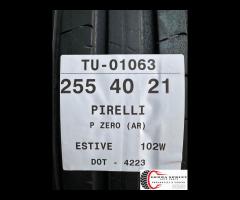 TU-01063
255 40 21
PIRELLI
P ZERO (AR)
ESTIVE 102W
DOT - 4223